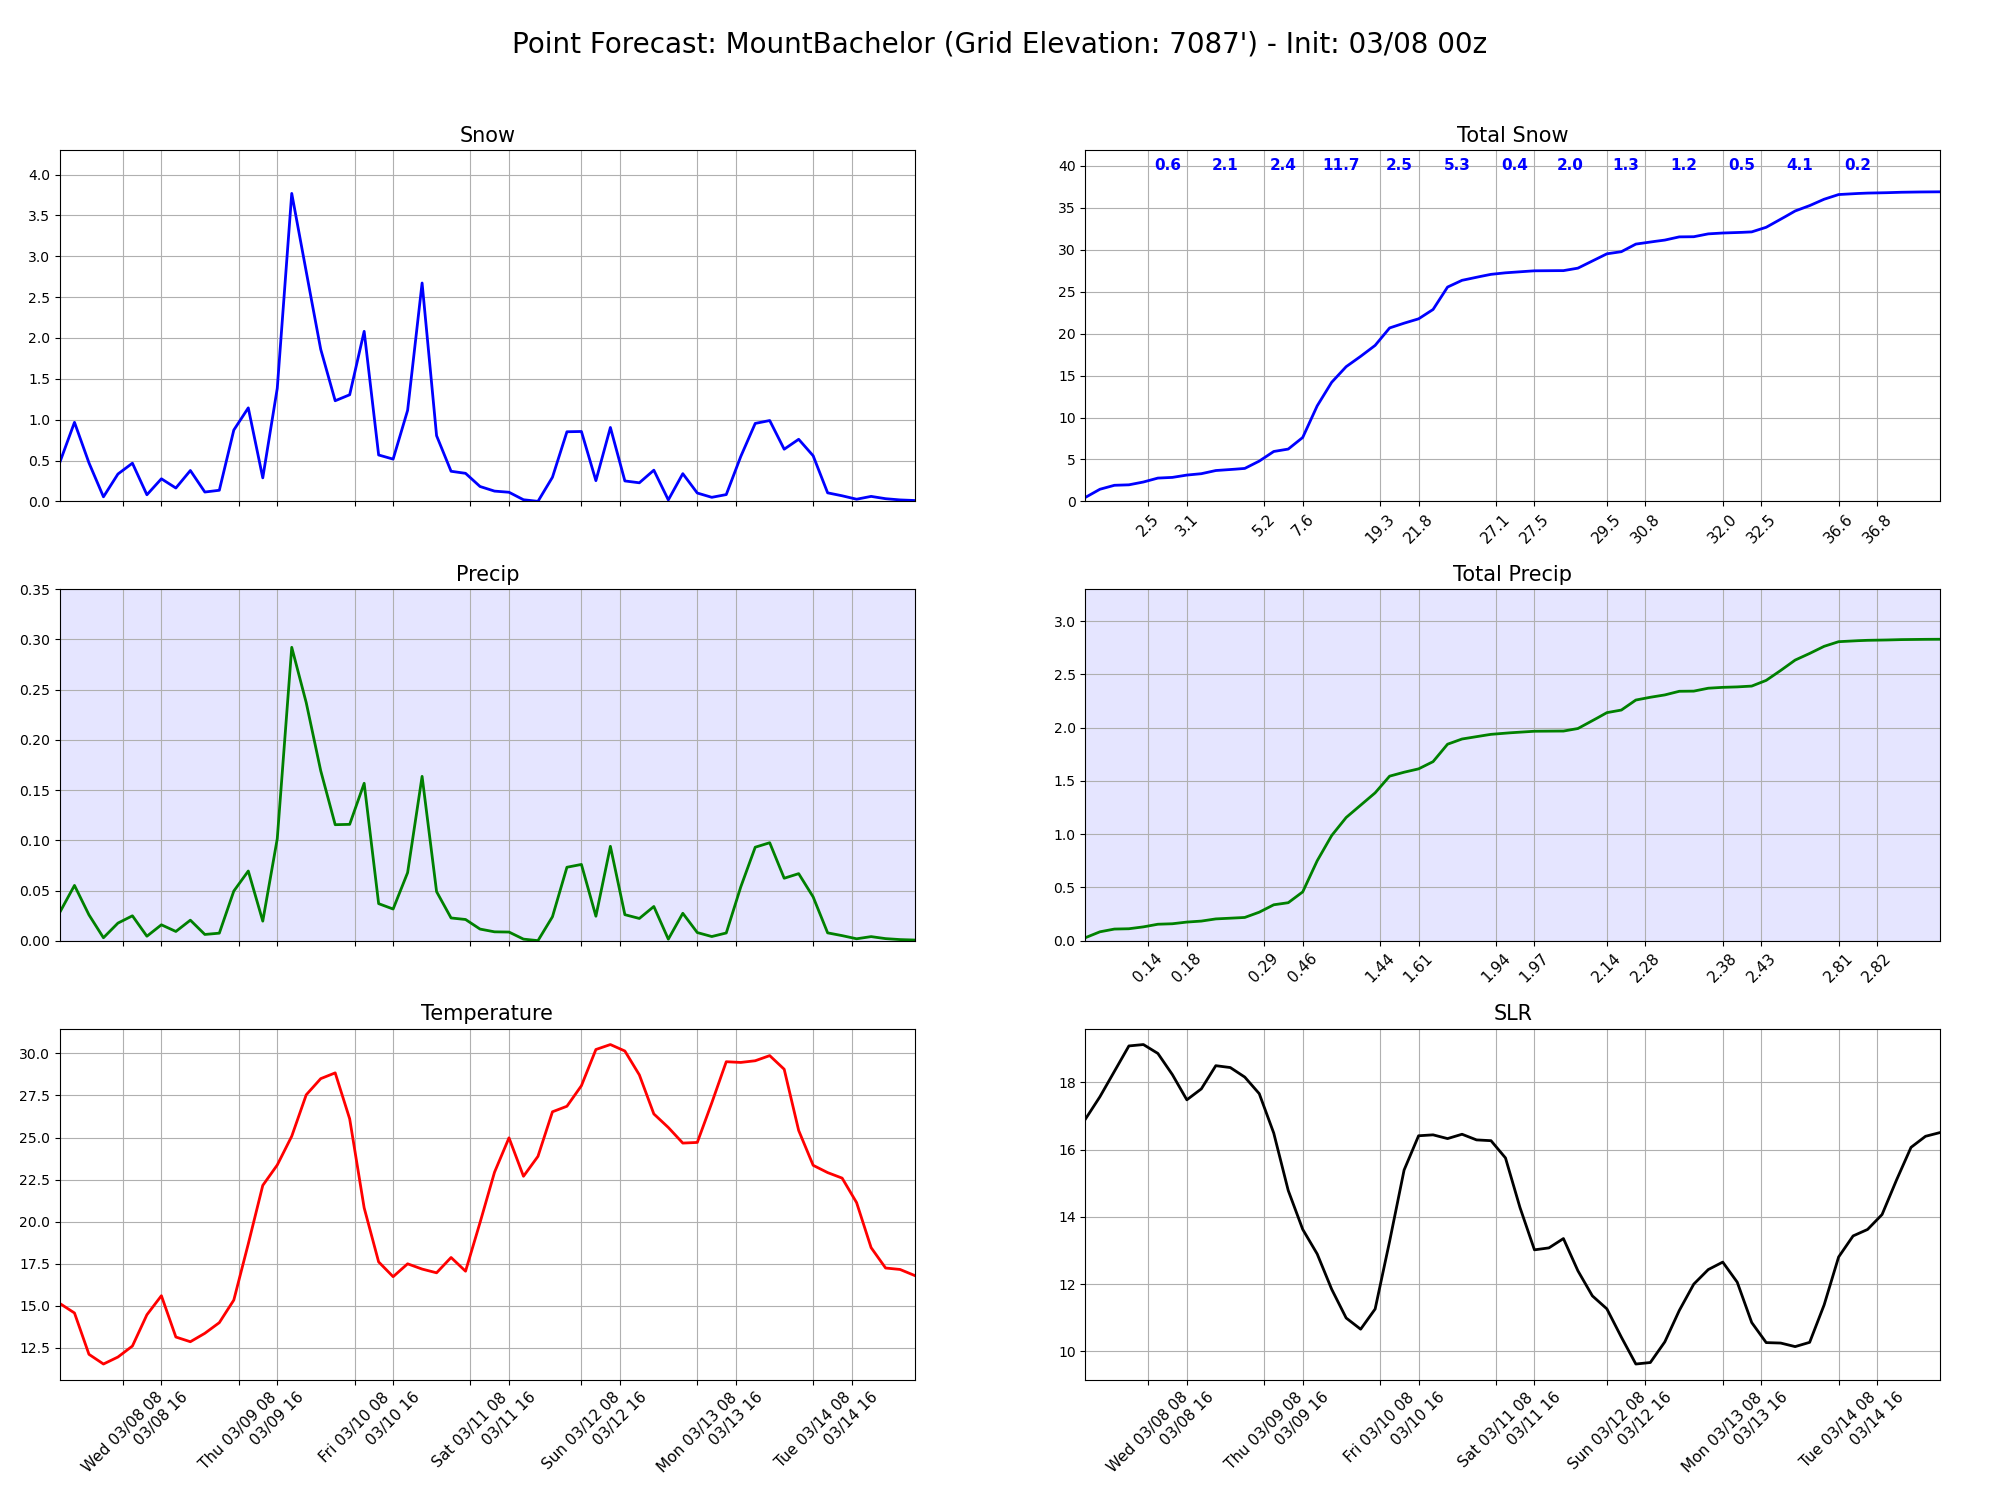 Point Forecast: MountBachelor (Grid Elevation: 7087') - Init: 03/08 00z
Snow
4.0
3.5
3.0
2.5
2.0
1.5
1.0
0.5
0.0
Total Snow
0.6 2.1 2.4 11.7 2.5 5.3 0.4 2.0 1.3 1.2 0.5 4.1 0.2
40
35
30
25
20
15
10
5
0
2.5 3.1 5.2 7.6 19.3 21.8 27.1 27.5 29.5 30.8 32.0 32.5 36.6 36.8
Precip
0.35
0.30
0.25
0.20
0.15
0.10
0.05
0.00
Total Precip
3.0
2.5
2.0
1.5
1.0
0.5
0.0
0.14 0.18 0.29 0.46 1.44 1.61 1.94 1.97 2.14 2.28 2.38 2.43 2.81 2.82
Temperature
30.0
27.5
25.0
22.5
20.0
17.5
15.0
12.5
Wed 03/08 08
03/08 16
Thu 03/09 08
03/09 16
Fri 03/10 08
03/10 16
Sat 03/11 08
03/11 16
Sun 03/12 08
03/12 16
Mon 03/13 08
03/13 16
Tue 03/14 08
03/14 16
SLR
18
16
14
12
10
Wed 03/08 08
03/08 16
Thu 03/09 08
03/09 16
Fri 03/10 08
03/10 16
Sat 03/11 08
03/11 16
Sun 03/12 08
03/12 16
Mon 03/13 08
03/13 16
Tue 03/14 08
03/14 16